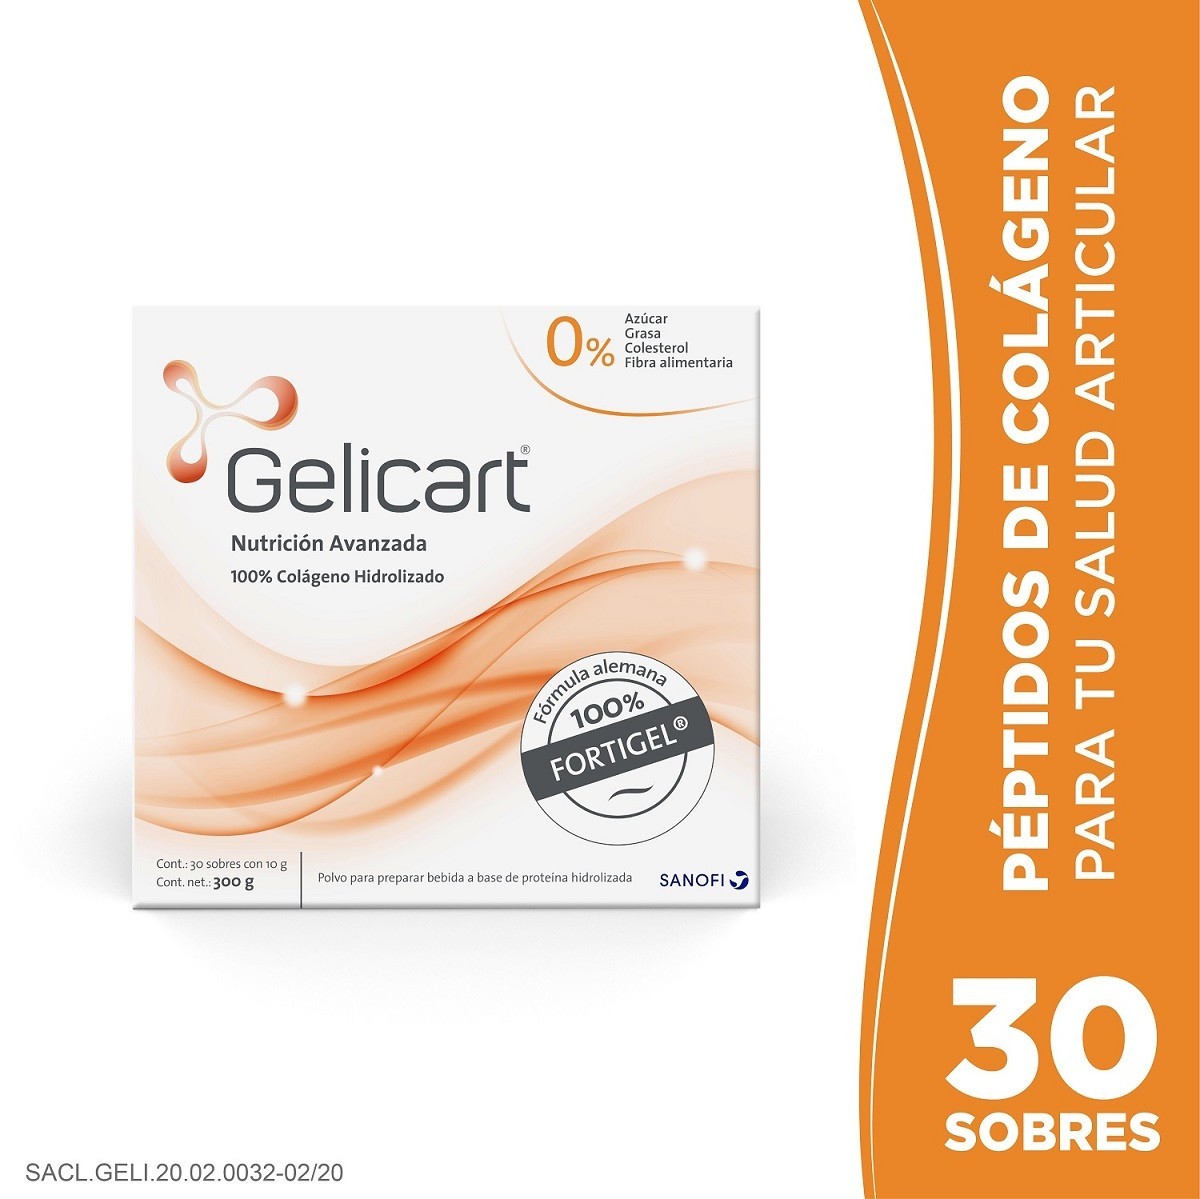 0%
Azúcar
Grasa
Colesterol
Fibra alimentaria
Gelicart®
Nutrición Avanzada
100% Colágeno Hidrolizado
Fórmula alemana
100%
FORTIGEL®
Cont.: 30 sobres con 10 g
Cont. net.: 300 g
Polvo para preparar bebida a base de proteína hidrolizada
SANOFI
PÉPTIDOS DE COLÁGENO
PARA TU SALUD ARTICULAR
30
SOBRES
SACL.GELI.20.02.0032-02/20